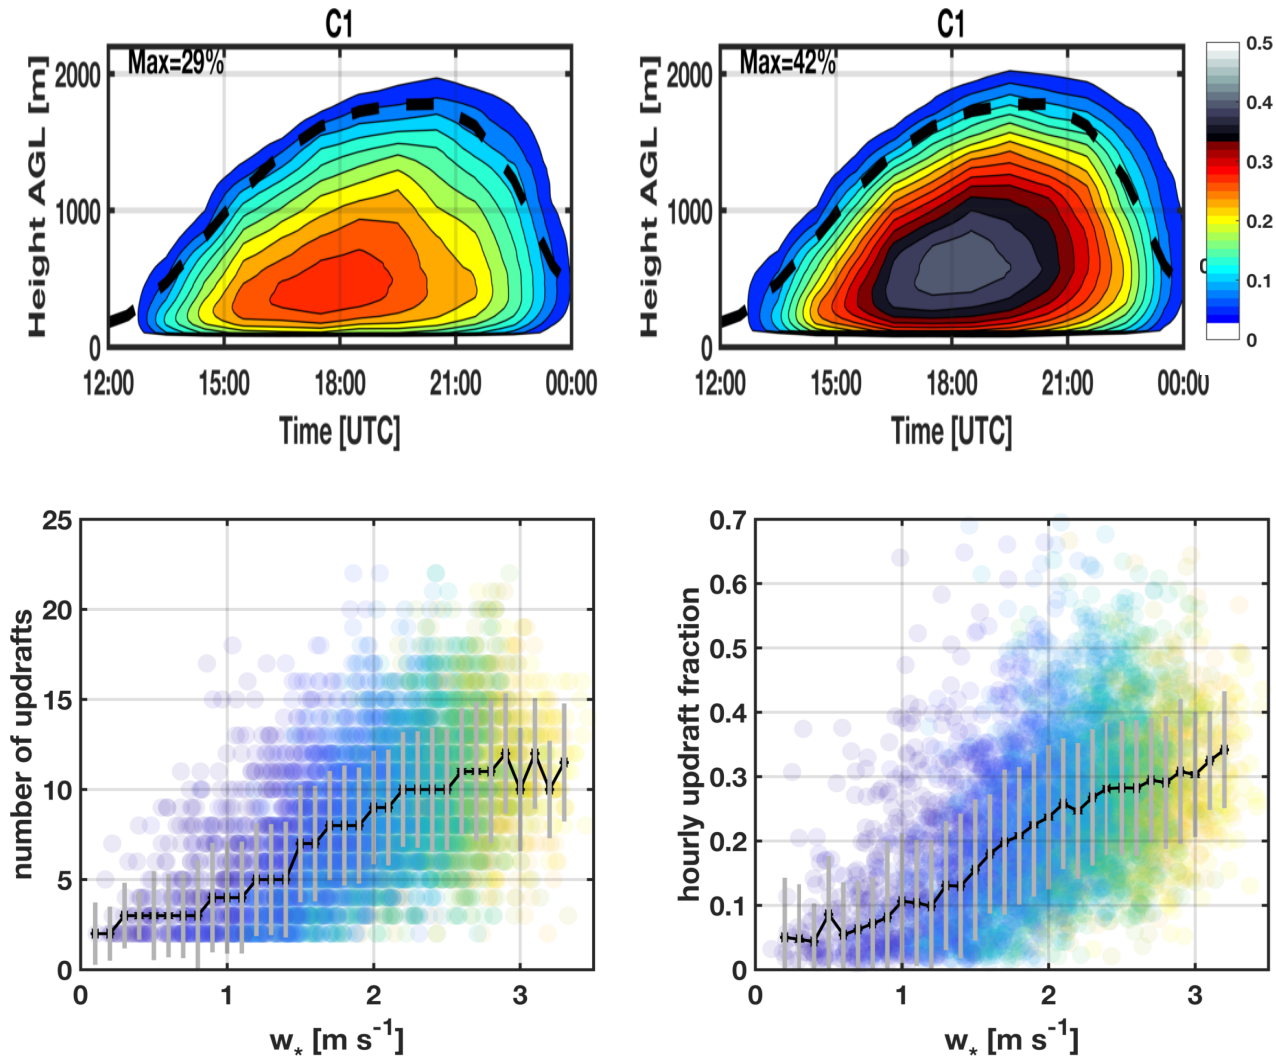 C1
Max=29%
Height AGL [m]
2000
1000
0
12:00 15:00 18:00 21:00 00:00
Time [UTC]
C1
Max=42%
Height AGL [m]
2000
1000
0
12:00 15:00 18:00 21:00 00:00
Time [UTC]
0.5
0.4
0.3
0.2
0.1
0
number of updrafts
25
20
15
10
5
0
0 1 2 3
w* [m s⁻¹]
hourly updraft fraction
0.7
0.6
0.5
0.4
0.3
0.2
0.1
0
0 1 2 3
w* [m s⁻¹]